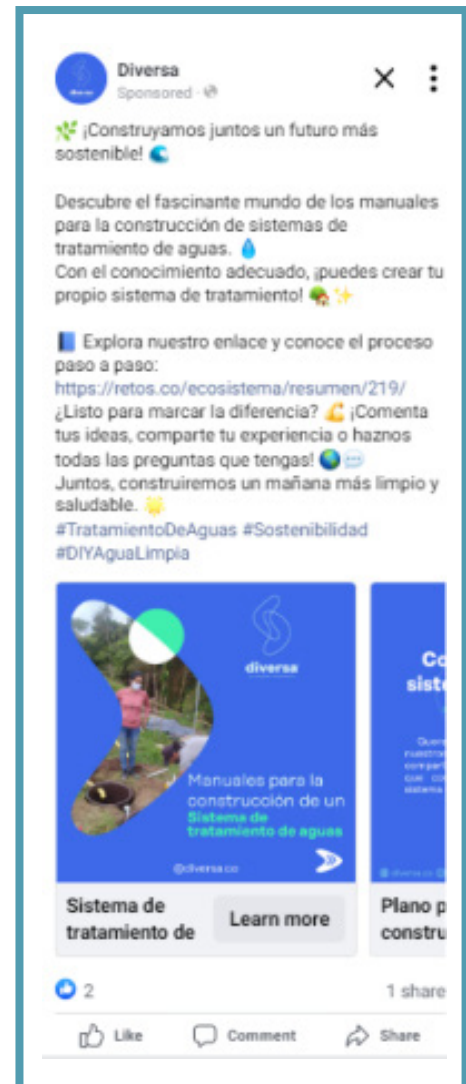 Diversa
Sponsored ·
🌿 ¡Construyamos juntos un futuro más
sostenible! 🌊
Descubre el fascinante mundo de los manuales
para la construcción de sistemas de
tratamiento de aguas. 💧
Con el conocimiento adecuado, ¡puedes crear tu
propio sistema de tratamiento! 🏡✨
📘 Explora nuestro enlace y conoce el proceso
paso a paso:
https://retos.co/ecosistema/resumen/219/
¿Listo para marcar la diferencia? 💪 ¡Comenta
tus ideas, comparte tu experiencia o haznos
todas las preguntas que tengas! 🌎💬
Juntos, construiremos un mañana más limpio y
saludable. 🌟
#TratamientoDeAguas #Sostenibilidad
#DIYAguaLimpia
diversa
Manuales para la
construcción de un
Sistema de
tratamiento de aguas
@diversa.co
Co
siste
Sistema de
tratamiento de
Learn more
Plano p
constru
2
1 share
Like
Comment
Share